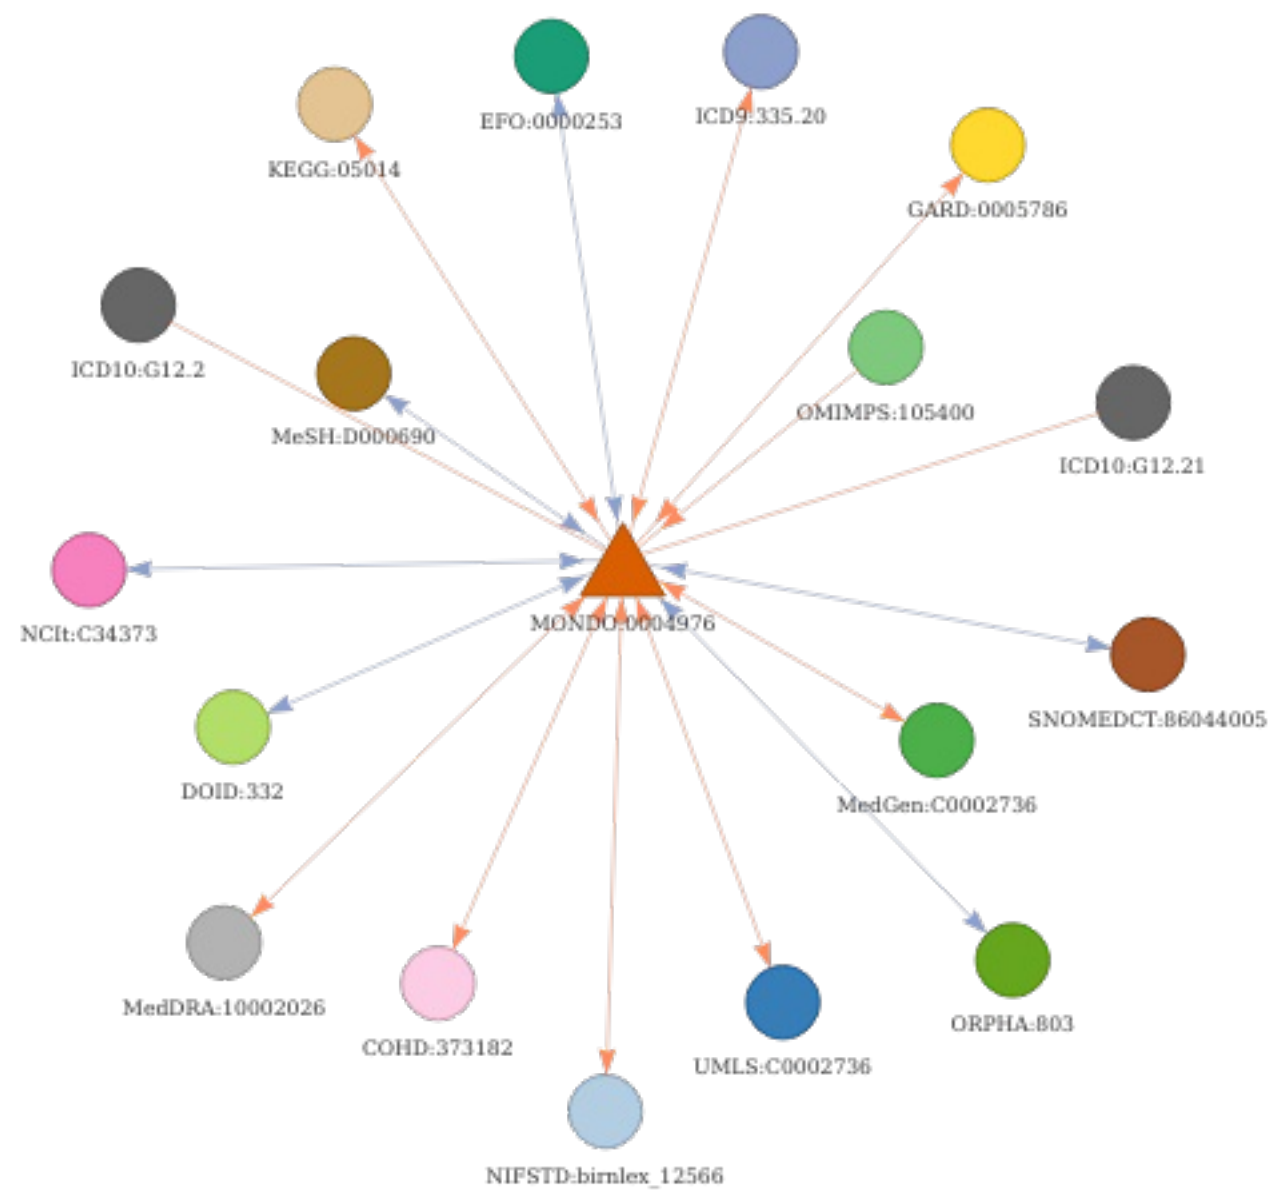 EFO:0000253
ICD9:335.20
KEGG:05014
GARD:0005786
ICD10:G12.2
OMIMPS:105400
MeSH:D000690
ICD10:G12.21
MONDO:0004976
NCIt:C34373
SNOMEDCT:86044005
DOID:332
MedGen:C0002736
MedDRA:10002026
ORPHA:803
COHD:373182
UMLS:C0002736
NIFSTD:birnlex_12566